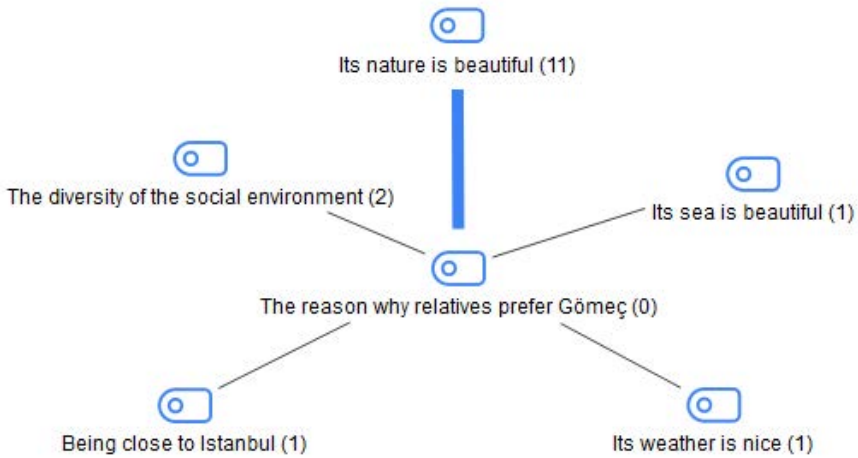 Its nature is beautiful (11)
The diversity of the social environment (2)
Its sea is beautiful (1)
The reason why relatives prefer Gömeç (0)
Being close to Istanbul (1)
Its weather is nice (1)